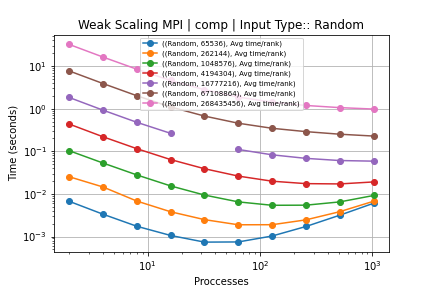 Weak Scaling MPI | comp | Input Type:: Random
((Random, 65536), Avg time/rank)
((Random, 262144), Avg time/rank)
((Random, 1048576), Avg time/rank)
((Random, 4194304), Avg time/rank)
((Random, 16777216), Avg time/rank)
((Random, 67108864), Avg time/rank)
((Random, 268435456), Avg time/rank)
Time (seconds)
10¹
10⁰
10⁻¹
10⁻²
10⁻³
10¹ 10² 10³
Proccesses